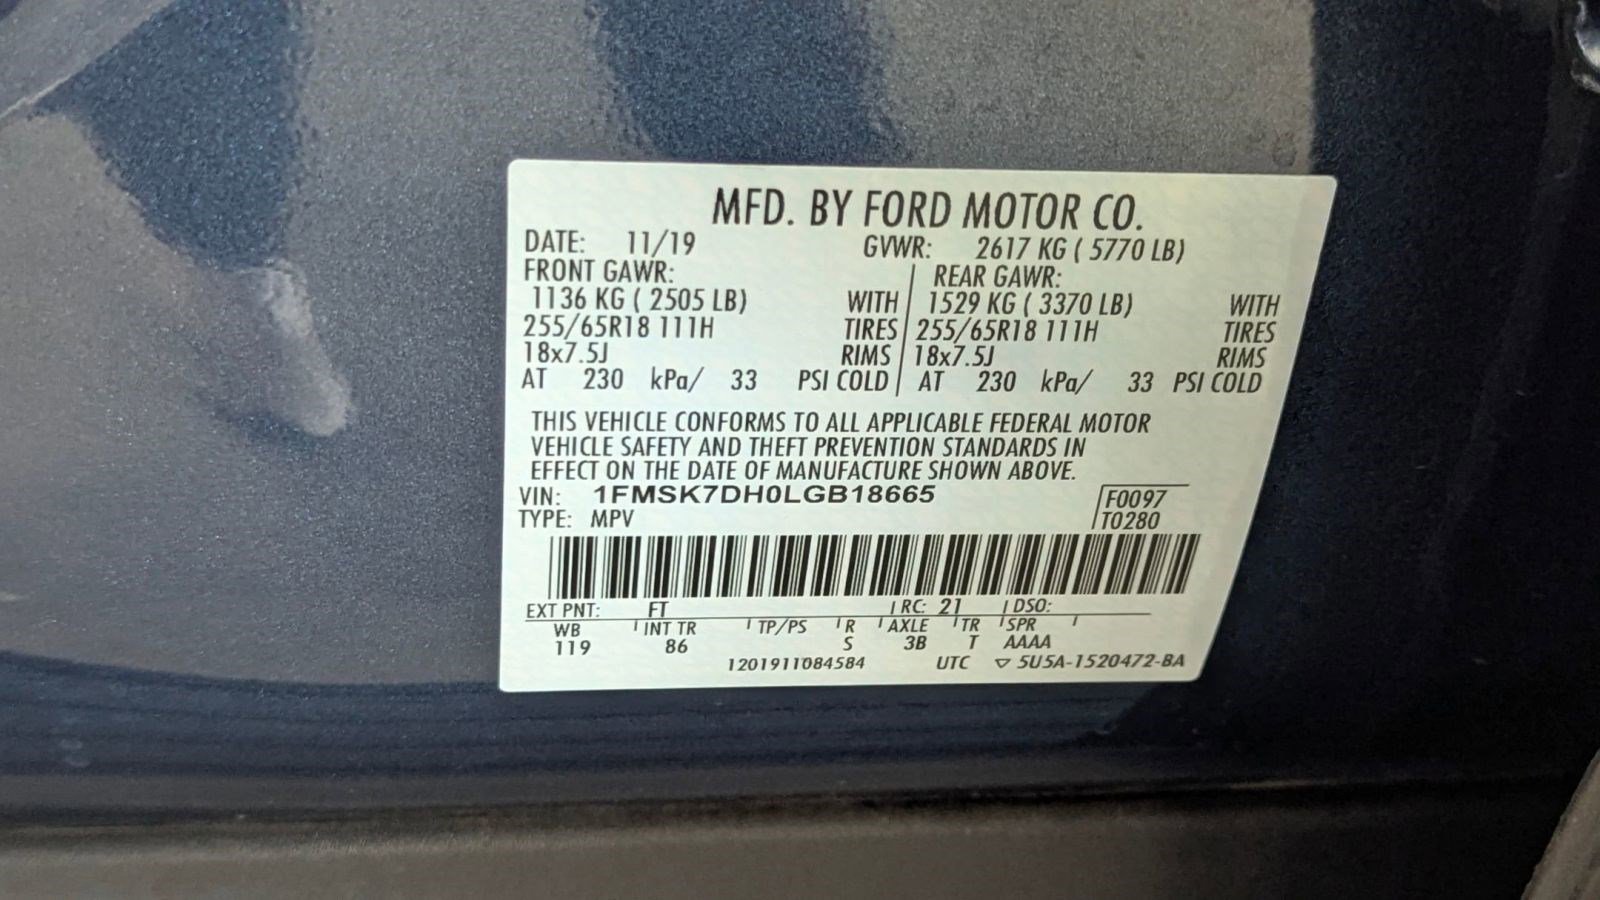 MFD. BY FORD MOTOR CO.
DATE: 11/19 GVWR: 2617 KG ( 5770 LB)
FRONT GAWR: REAR GAWR:
1136 KG ( 2505 LB) WITH 1529 KG ( 3370 LB) WITH
255/65R18 111H TIRES 255/65R18 111H TIRES
18x7.5J RIMS 18x7.5J RIMS
AT 230 kPa/ 33 PSI COLD AT 230 kPa/ 33 PSI COLD
THIS VEHICLE CONFORMS TO ALL APPLICABLE FEDERAL MOTOR
VEHICLE SAFETY AND THEFT PREVENTION STANDARDS IN
EFFECT ON THE DATE OF MANUFACTURE SHOWN ABOVE.
VIN: 1FMSK7DH0LGB18665 F0097
TYPE: MPV T0280
EXT PNT: FT RC: 21 DSO:
WB INT TR TP/PS R AXLE TR SPR
119 86 S 3B T AAAA
1201911084584 UTC ▽ 5U5A-1520472-BA